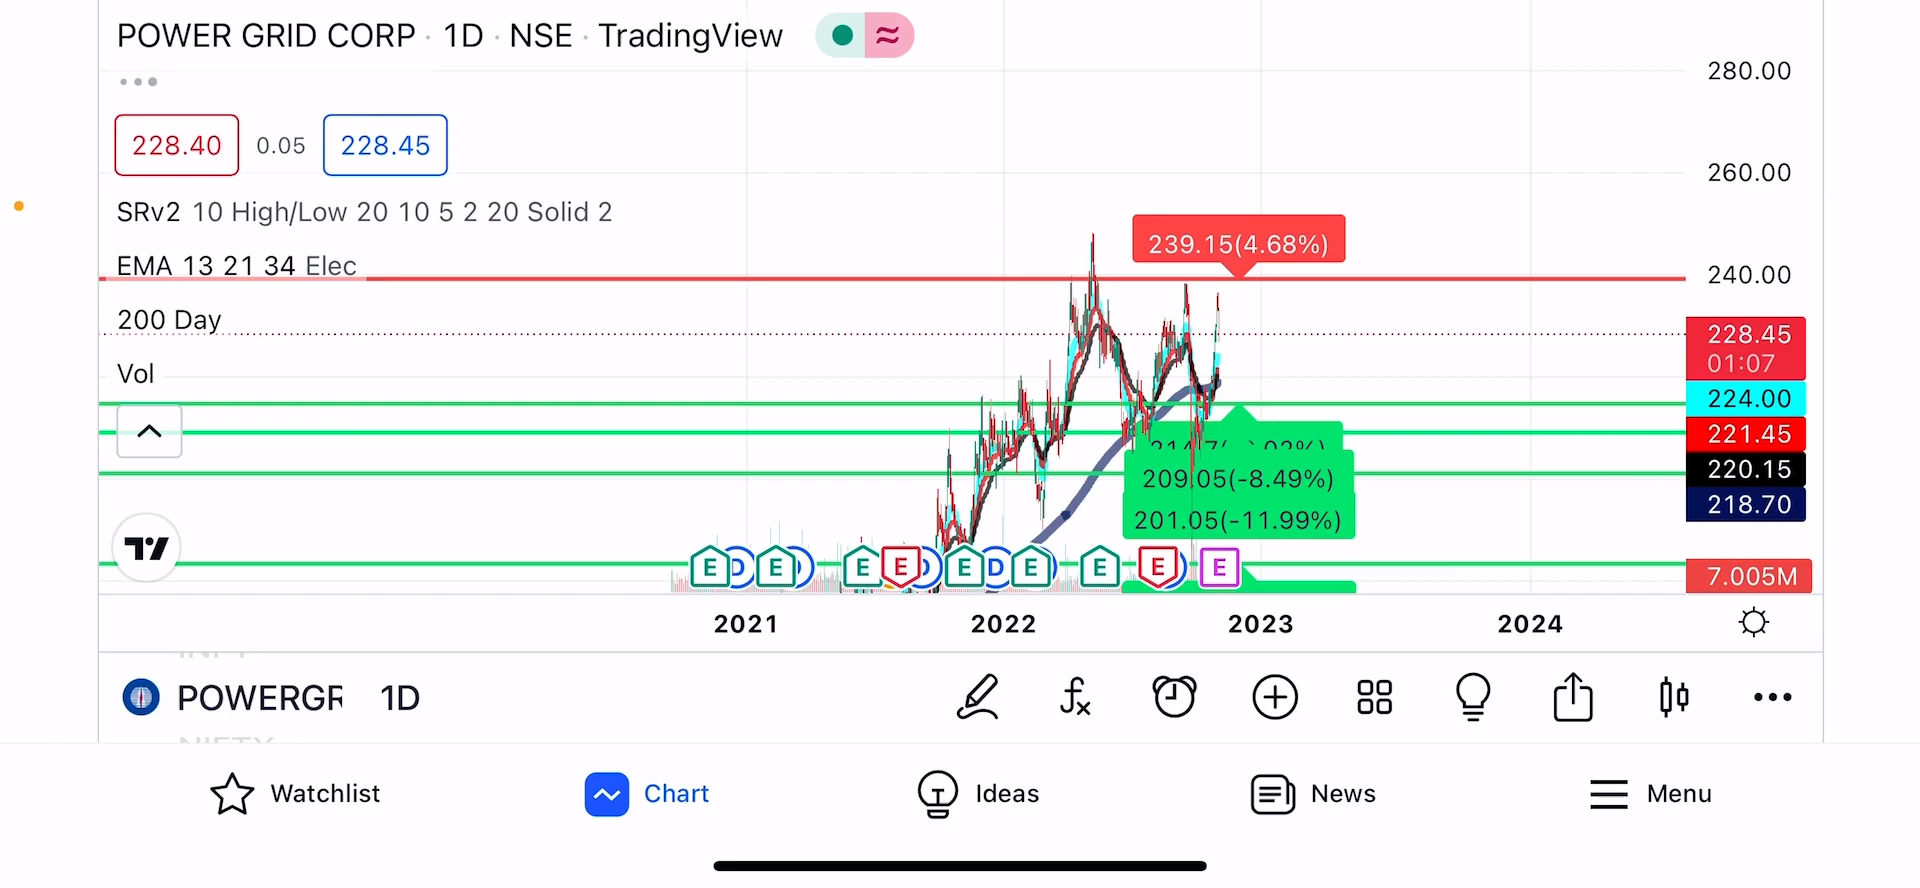 POWER GRID CORP · 1D · NSE · TradingView
280.00
228.40 0.05 228.45
260.00
SRv2 10 High/Low 20 10 5 2 20 Solid 2
239.15(4.68%)
EMA 13 21 34 Elec
240.00
200 Day
228.45
01:07
Vol
224.00
221.45
220.15
209.05(-8.49%)
218.70
201.05(-11.99%)
E D E E E E D E E E E
7.005M
2021 2022 2023 2024
POWERGR 1D
Watchlist Chart Ideas News Menu